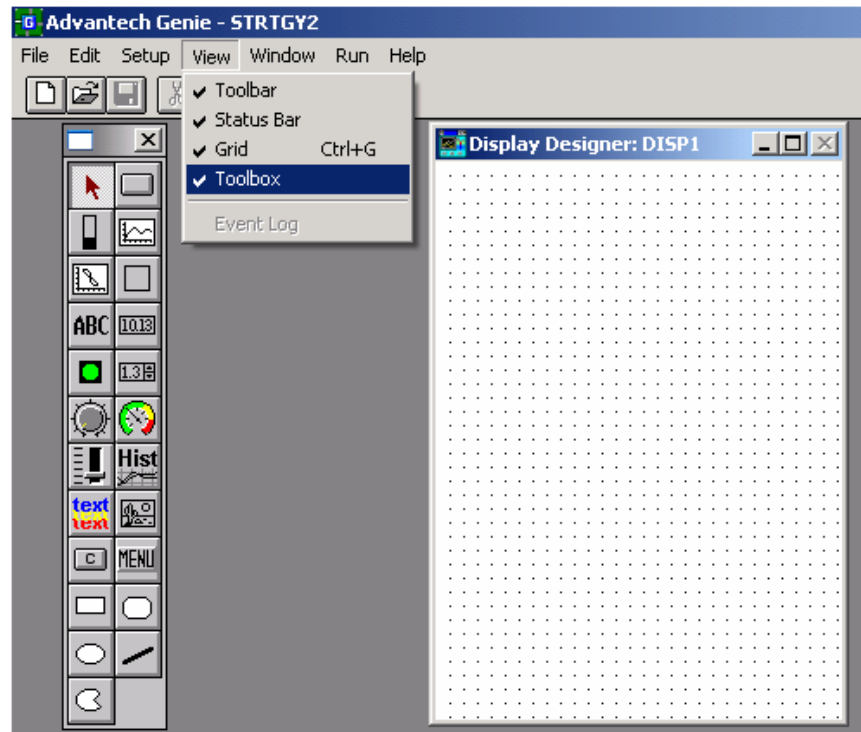 Advantech Genie - STRTGY2
File Edit Setup View Window Run Help
Toolbar
Status Bar
Grid Ctrl+G
Toolbox
Event Log
Display Designer: DISP1
ABC 10.13
1.3
Hist
text
text
C MENU